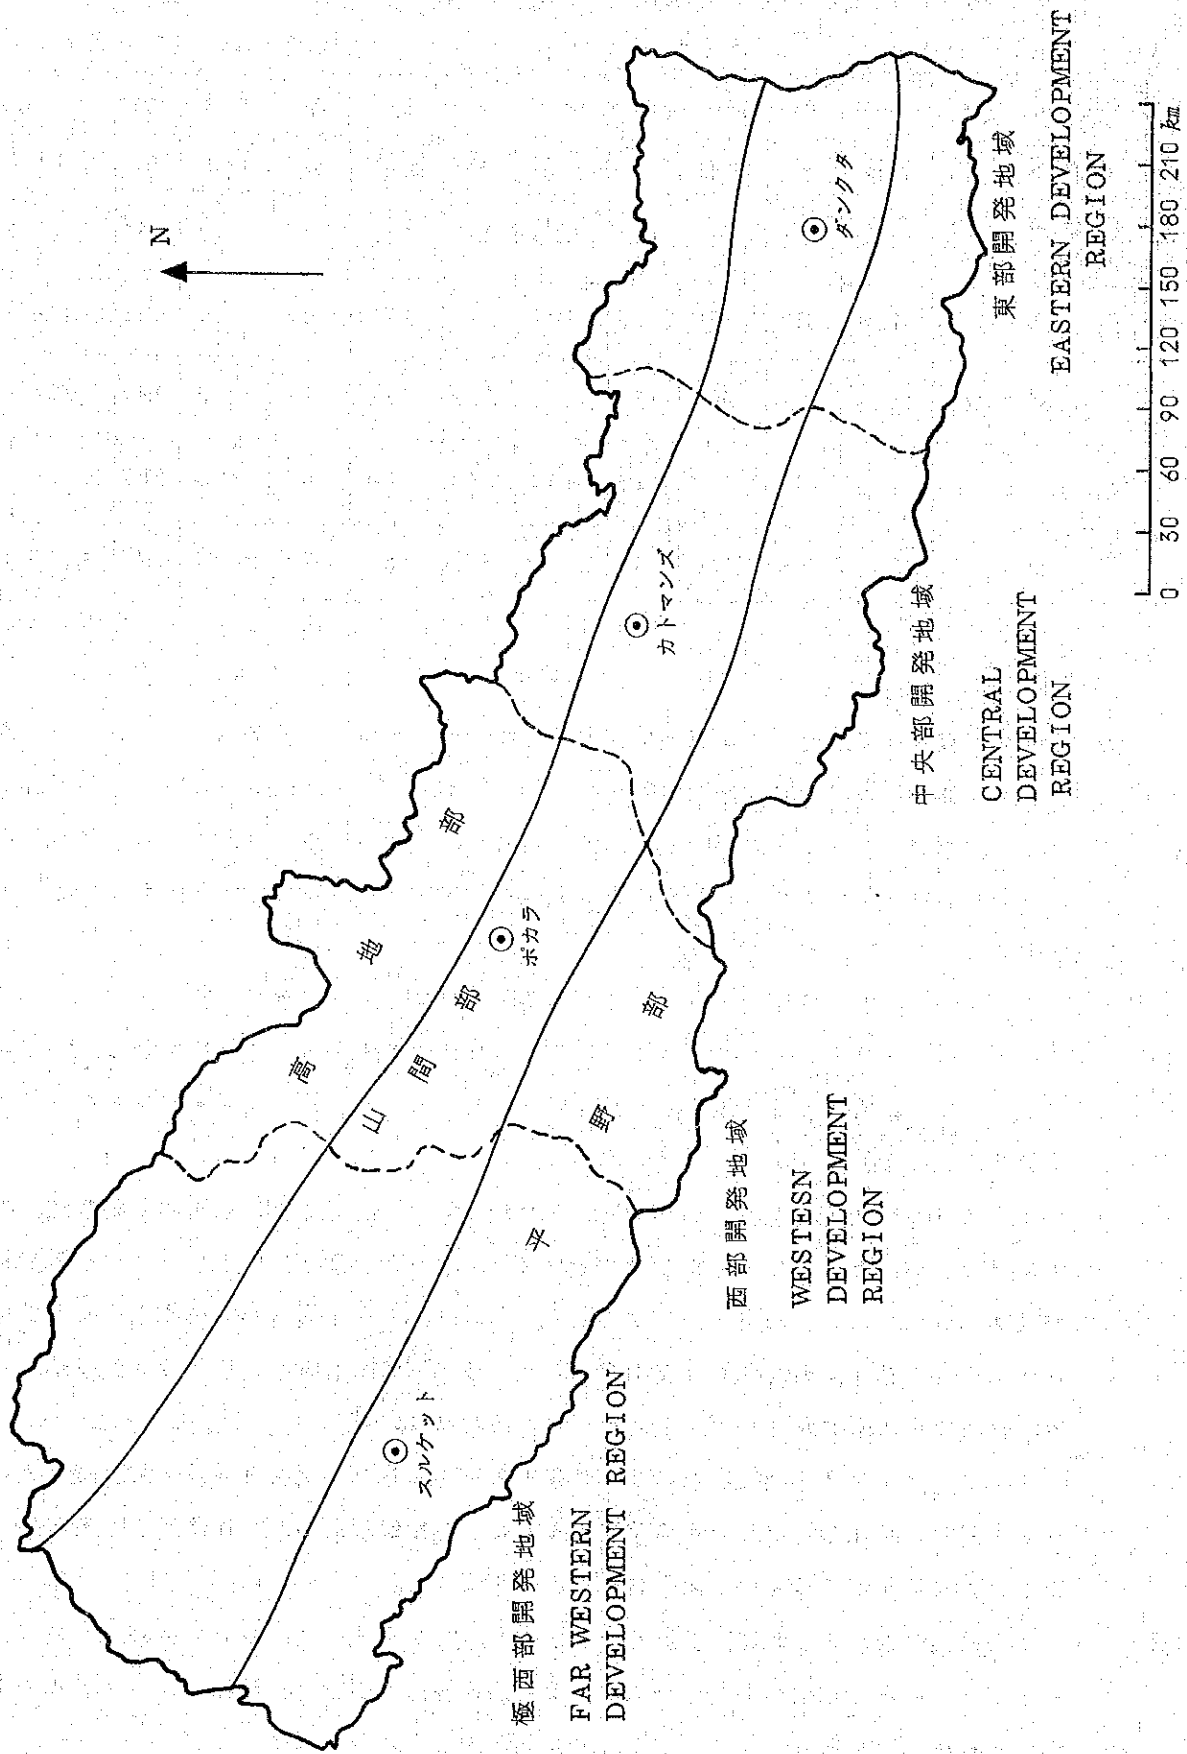 N
高地部
山間部
平野部
スルケット
ポカラ
カトマンズ
ダンクタ
極西部開発地域
FAR WESTERN
DEVELOPMENT REGION
西部開発地域
WESTESN
DEVELOPMENT
REGION
中央部開発地域
CENTRAL
DEVELOPMENT
REGION
東部開発地域
EASTERN DEVELOPMENT
REGION
0 30 60 90 120 150 180 210 km